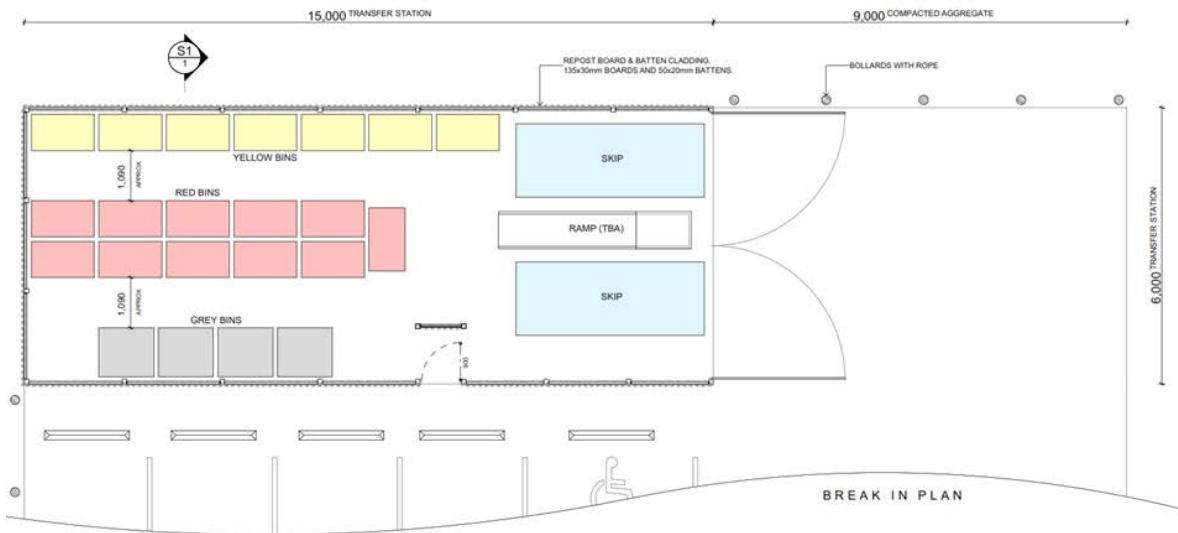 15,000 TRANSFER STATION
9,000 COMPACTED AGGREGATE
S1
1
REPOST BOARD & BATTEN CLADDING.
135x30mm BOARDS AND 50x20mm BATTENS.
BOLLARDS WITH ROPE
YELLOW BINS
SKIP
1,090 APPROX
RED BINS
RAMP (TBA)
6,000 TRANSFER STATION
1,090 APPROX
SKIP
GREY BINS
900
BREAK IN PLAN